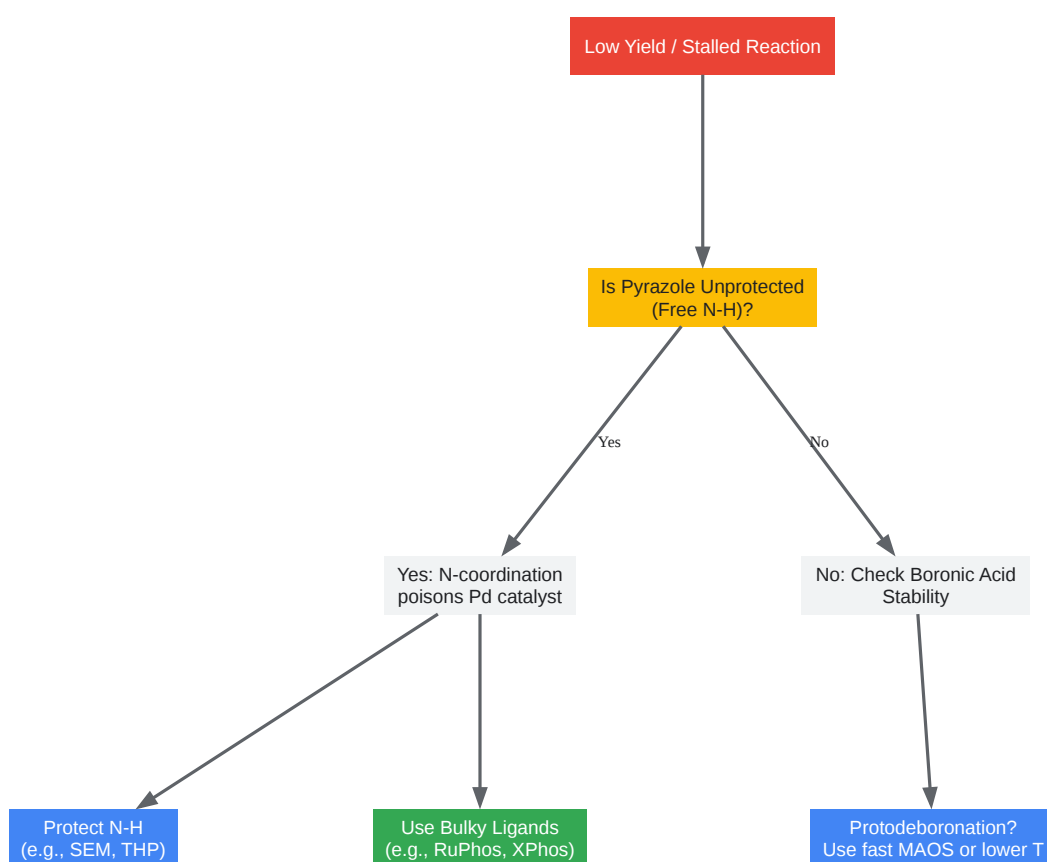 Low Yield / Stalled Reaction
Is Pyrazole Unprotected
(Free N-H)?
Yes
No
Yes: N-coordination
poisons Pd catalyst
No: Check Boronic Acid
Stability
Protect N-H
(e.g., SEM, THP)
Use Bulky Ligands
(e.g., RuPhos, XPhos)
Protodeboronation?
Use fast MAOS or lower T